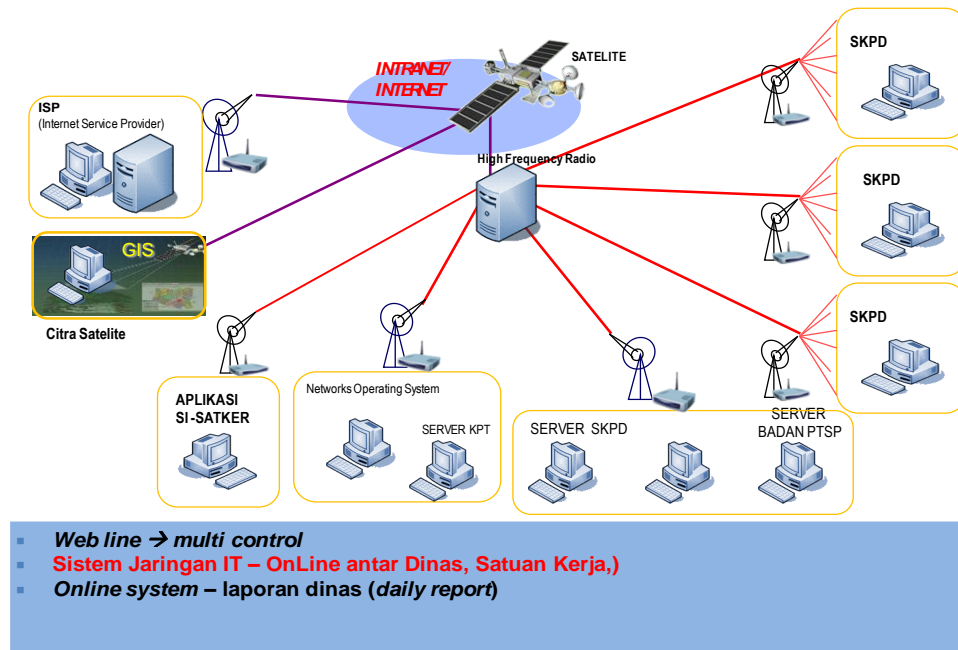 INTRANET/
INTERNET
SATELITE
SKPD
ISP
(Internet Service Provider)
High Frequency Radio
SKPD
GIS
Citra Satelite
SKPD
APLIKASI
SI-SATKER
Networks Operating System
SERVER KPT
SERVER SKPD
SERVER
BADAN PTSP
Web line → multi control
Sistem Jaringan IT – OnLine antar Dinas, Satuan Kerja,)
Online system – laporan dinas (daily report)